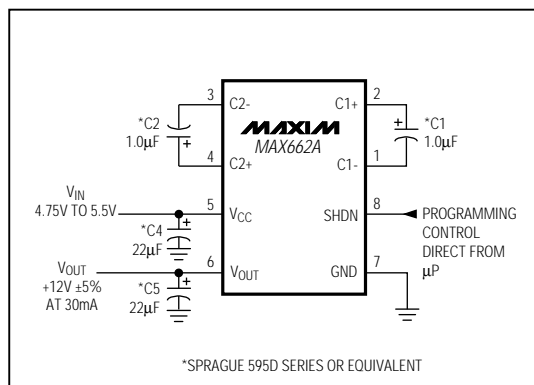 3
C2-
C1+
2
*C2
1.0µF
MAXIM
MAX662A
*C1
1.0µF
4
C2+
C1-
1
VIN
4.75V TO 5.5V
5
VCC
SHDN
8
PROGRAMMING
CONTROL
DIRECT FROM
µP
*C4
22µF
VOUT
+12V ±5%
AT 30mA
6
VOUT
GND
7
*C5
22µF
*SPRAGUE 595D SERIES OR EQUIVALENT